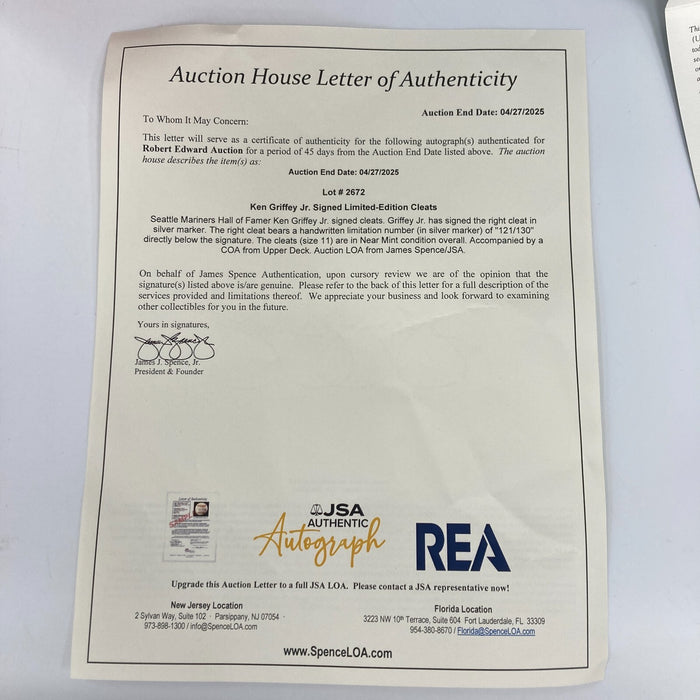 Auction House Letter of Authenticity
Auction End Date: 04/27/2025
To Whom It May Concern:
This letter will serve as a certificate of authenticity for the following autograph(s) authenticated for
Robert Edward Auction for a period of 45 days from the Auction End Date listed above. The auction
house describes the item(s) as:
Auction End Date: 04/27/2025
Lot # 2672
Ken Griffey Jr. Signed Limited-Edition Cleats
Seattle Mariners Hall of Famer Ken Griffey Jr. signed cleats. Griffey Jr. has signed the right cleat in
silver marker. The right cleat bears a handwritten limitation number (in silver marker) of "121/130"
directly below the signature. The cleats (size 11) are in Near Mint condition overall. Accompanied by a
COA from Upper Deck. Auction LOA from James Spence/JSA.
On behalf of James Spence Authentication, upon cursory review we are of the opinion that the
signature(s) listed above is/are genuine. Please refer to the back of this letter for a full description of the
services provided and limitations thereof. We appreciate your business and look forward to examining
other collectibles for you in the future.
Yours in signatures,
James J. Spence, Jr.
President & Founder
Letter of Authenticity
JSA
AUTHENTIC
Autograph
REA
Upgrade this Auction Letter to a full JSA LOA. Please contact a JSA representative now!
New Jersey Location
2 Sylvan Way, Suite 102 · Parsippany, NJ 07054 ·
973-898-1300 / info@SpenceLOA.com
Florida Location
3223 NW 10th Terrace, Suite 604 Fort Lauderdale, FL 33309
954-380-8670 / Florida@SpenceLOA.com
www.SpenceLOA.com